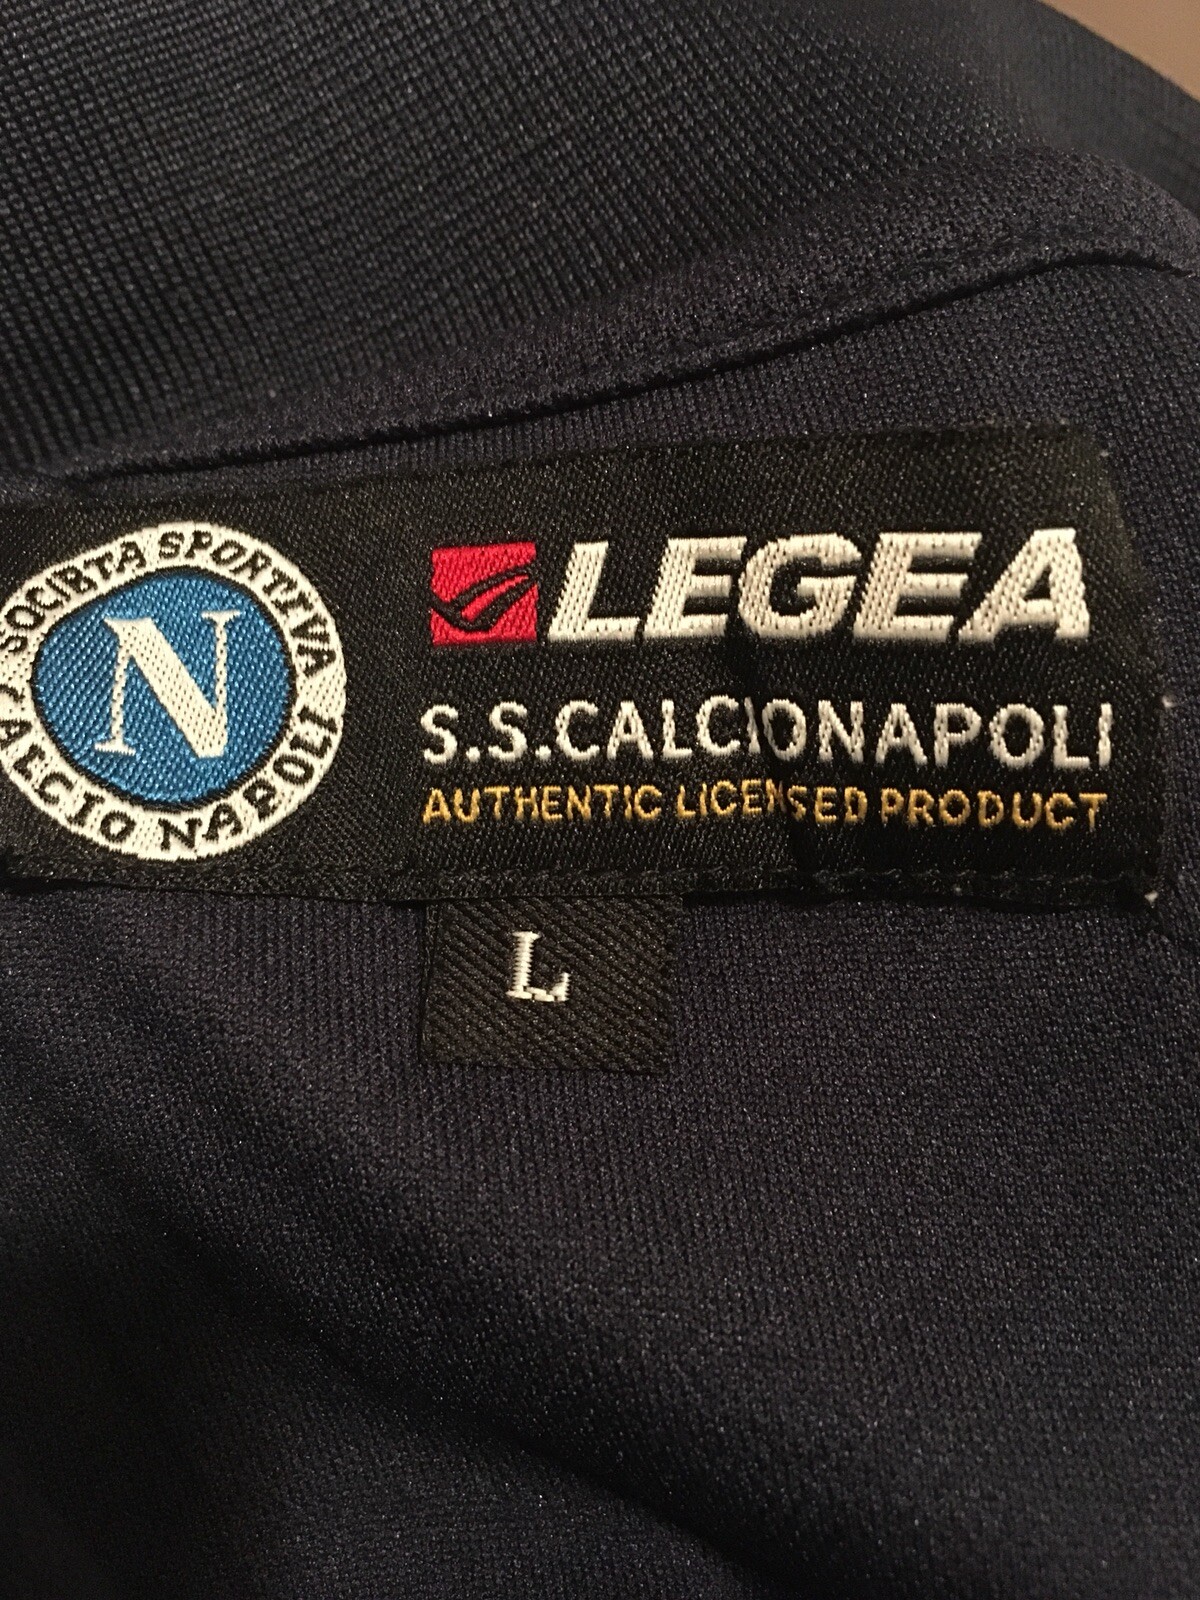 SOCIETA SPORTIVA
CALCIO NAPOLI
N
LEGEA
S.S.CALCIONAPOLI
AUTHENTIC LICENSED PRODUCT
L